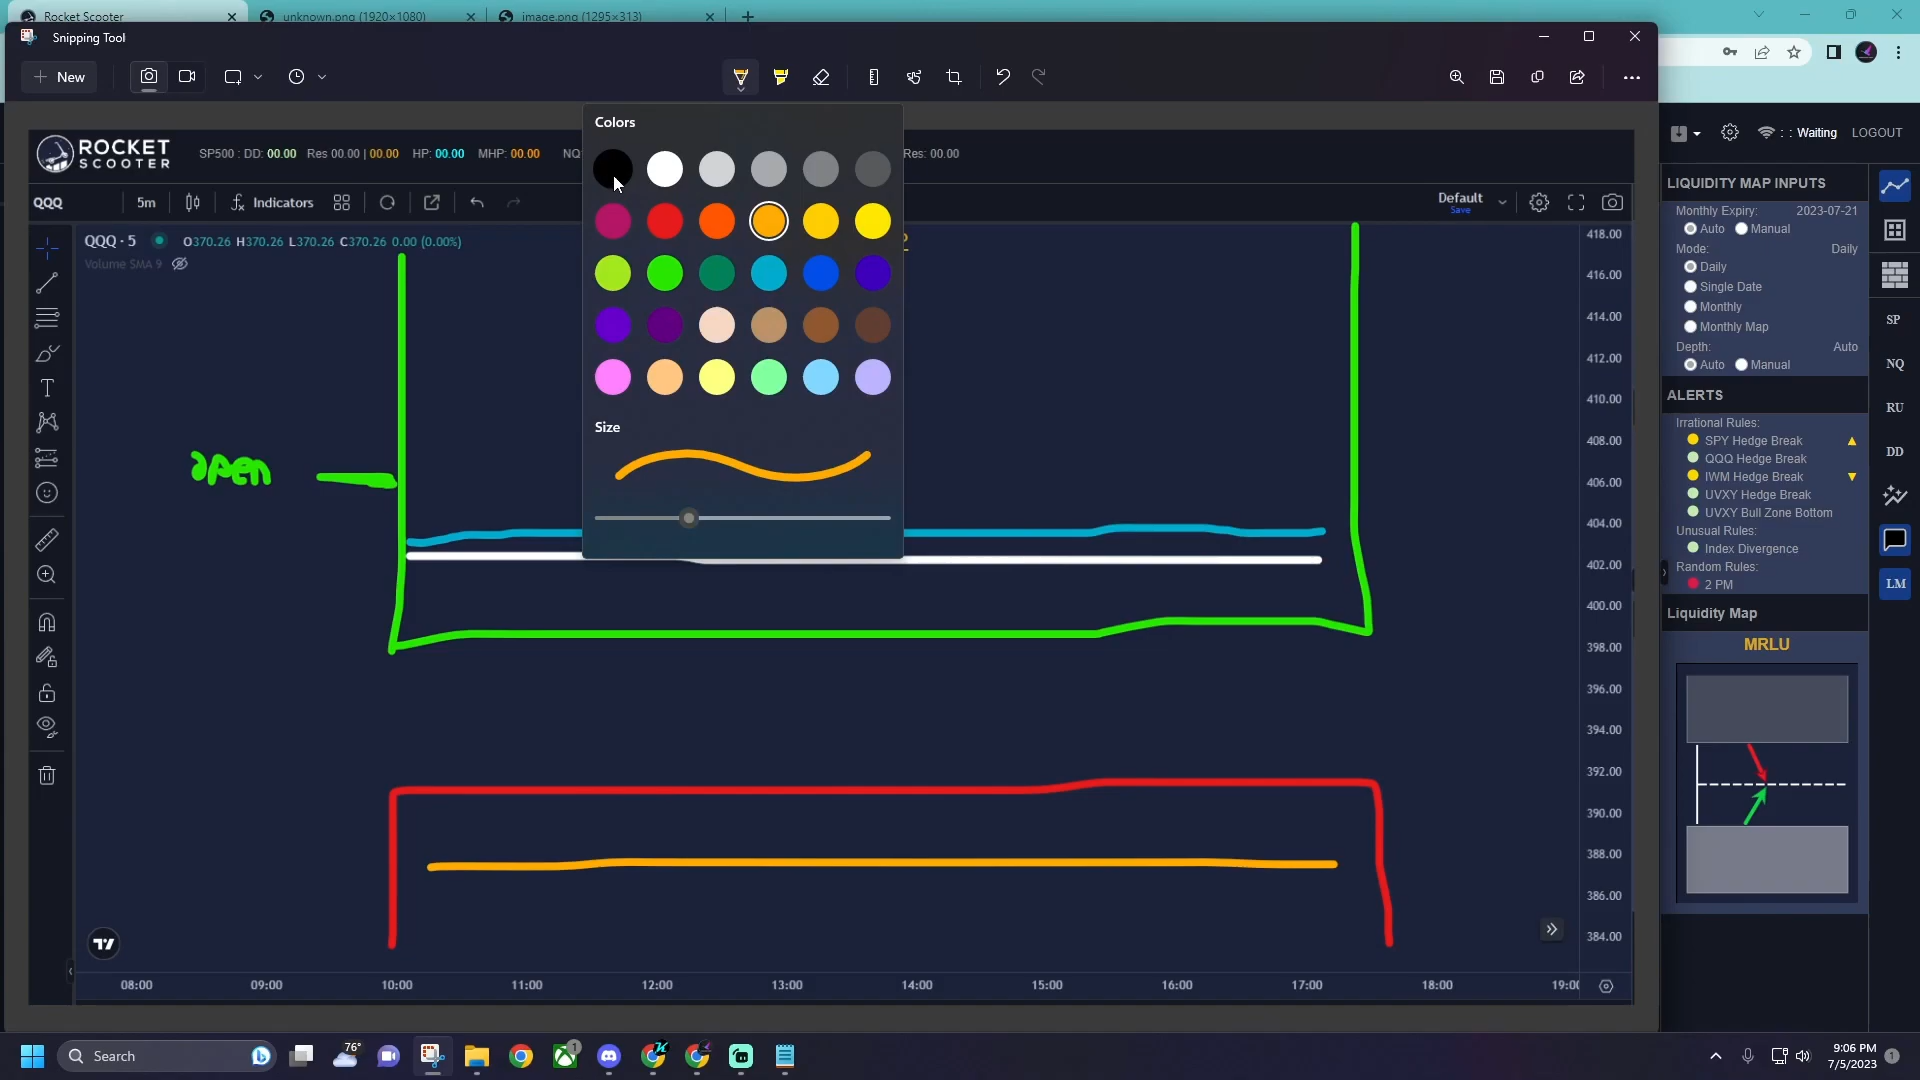 Rocket Scooter
unknown.png (1920×1080)
image.png (1295×313)
Snipping Tool
New
Colors
Size
ROCKET
SCOOTER
SP500 : DD: 00.00 Res 00.00 | 00.00 HP: 00.00 MHP: 00.00 NQ
Res: 00.00
QQQ
5m
Indicators
Default
Save
QQQ · 5
O370.26 H370.26 L370.26 C370.26 0.00 (0.00%)
Volume SMA 9
open
418.00
416.00
414.00
412.00
410.00
408.00
406.00
404.00
402.00
400.00
398.00
396.00
394.00
392.00
390.00
388.00
386.00
384.00
08:00
09:00
10:00
11:00
12:00
13:00
14:00
15:00
16:00
17:00
18:00
19:00
: : Waiting
LOGOUT
LIQUIDITY MAP INPUTS
Monthly Expiry: 2023-07-21
Auto Manual
Mode: Daily
Daily
Single Date
Monthly
Monthly Map
Depth: Auto
Auto Manual
ALERTS
Irrational Rules:
SPY Hedge Break
QQQ Hedge Break
IWM Hedge Break
UVXY Hedge Break
UVXY Bull Zone Bottom
Unusual Rules:
Index Divergence
Random Rules:
2 PM
Liquidity Map
MRLU
SP
NQ
RU
DD
LM
Search
76°
1
9:06 PM
7/5/2023
1